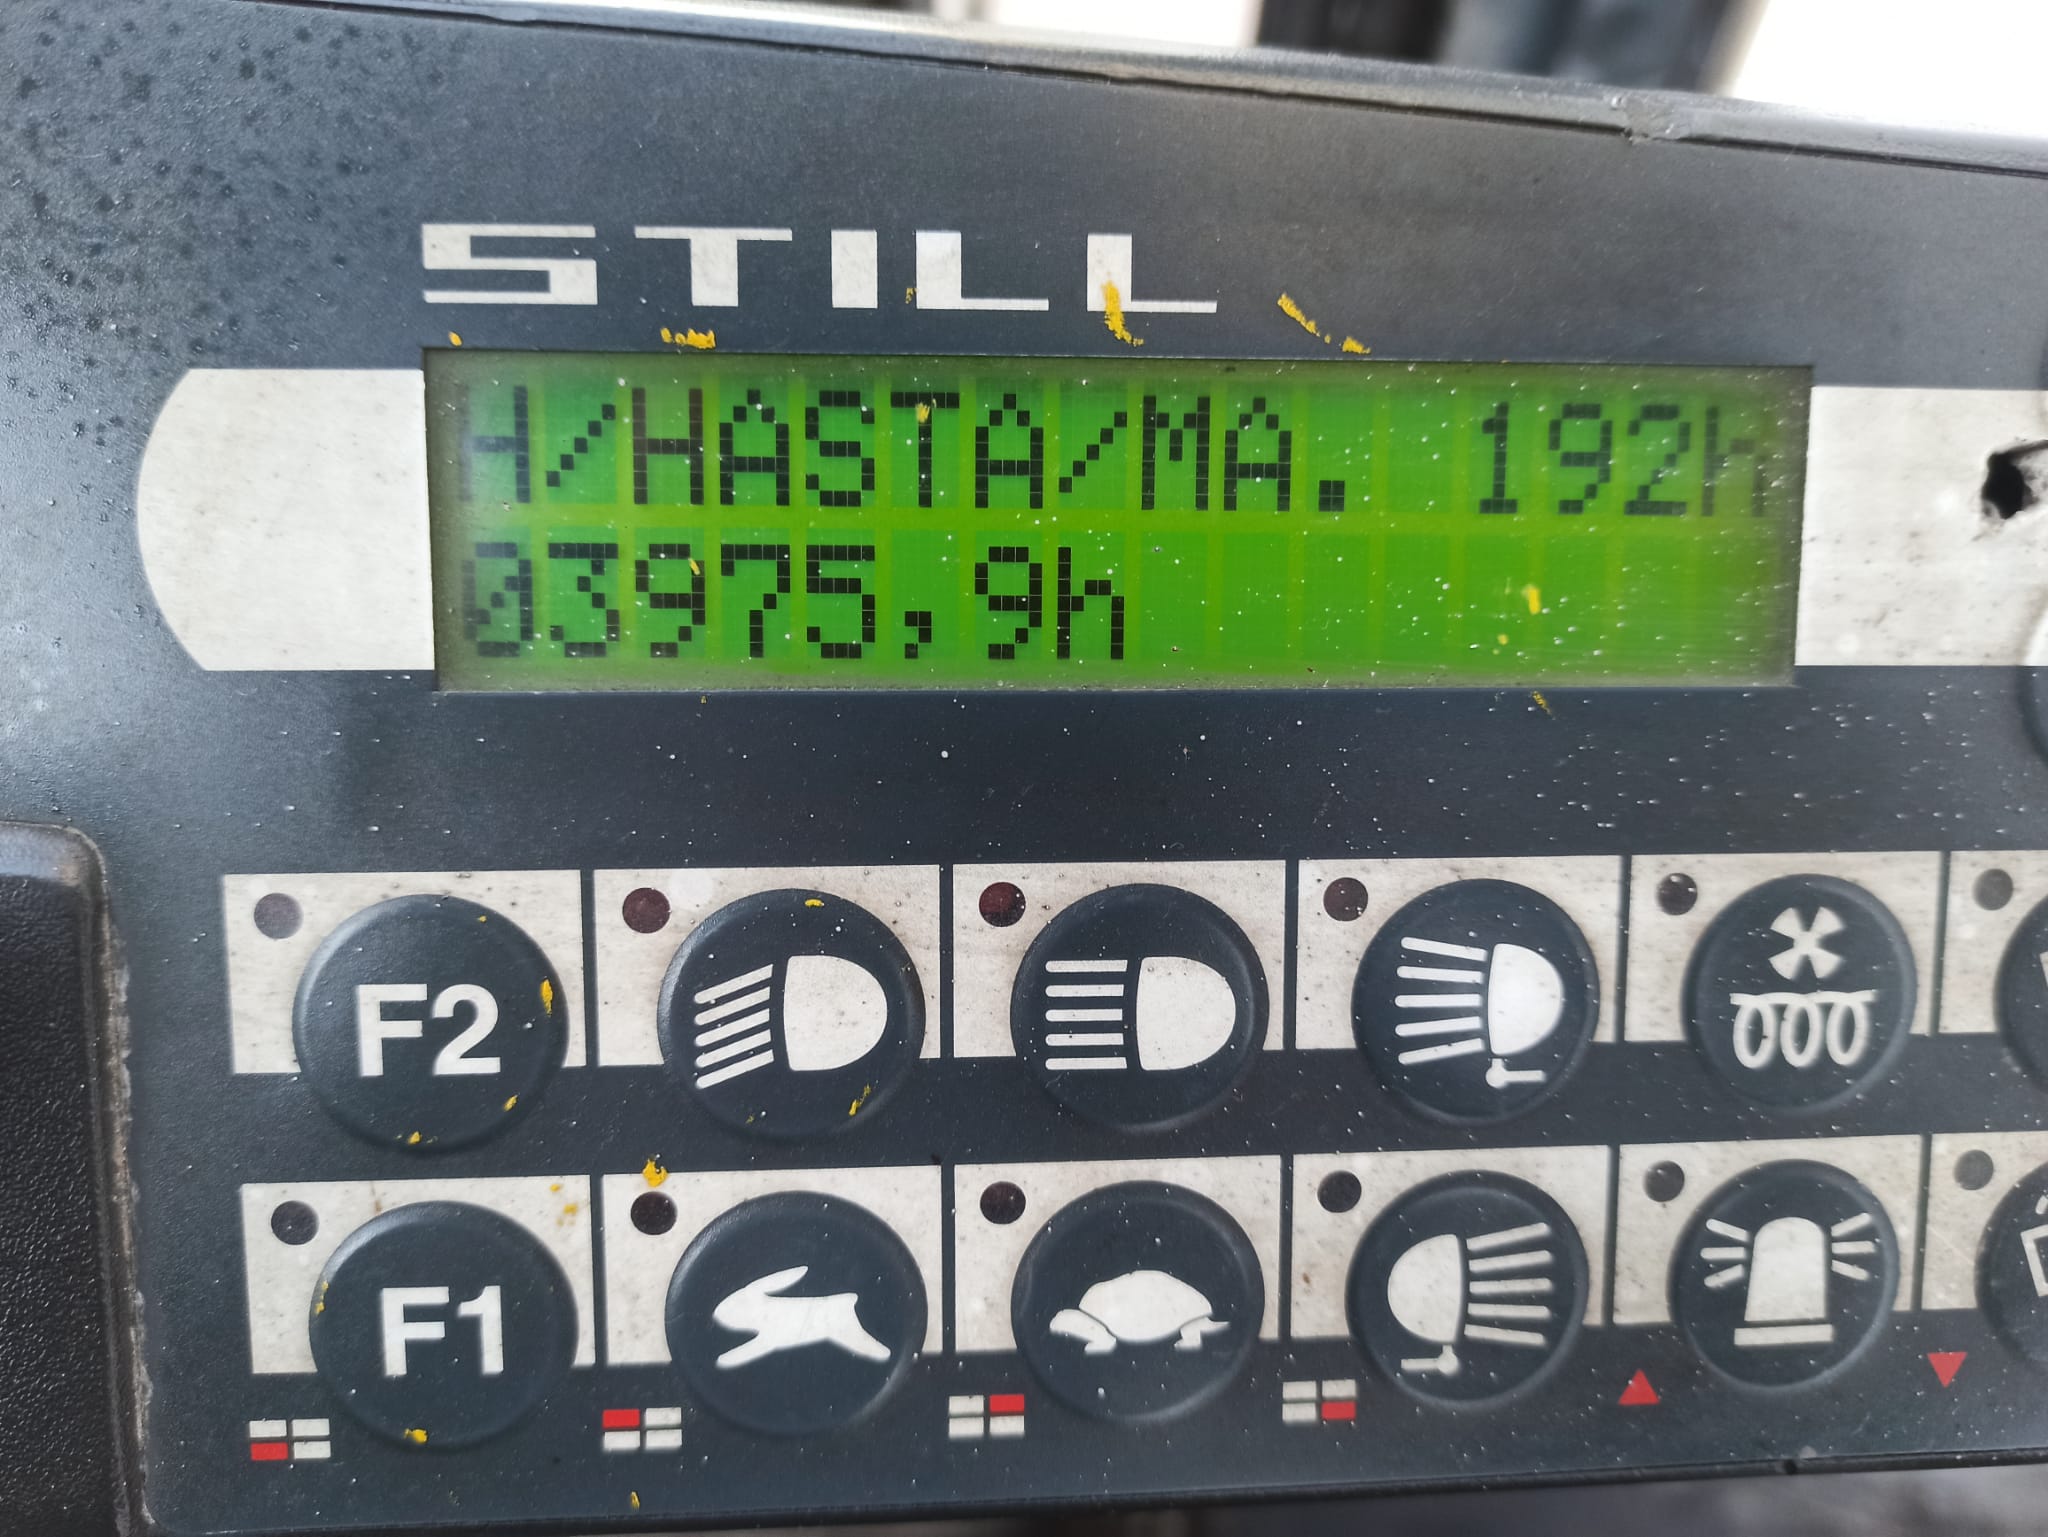 STILL
H/HASTA/MA. 192h
03975,9h
F2
F1